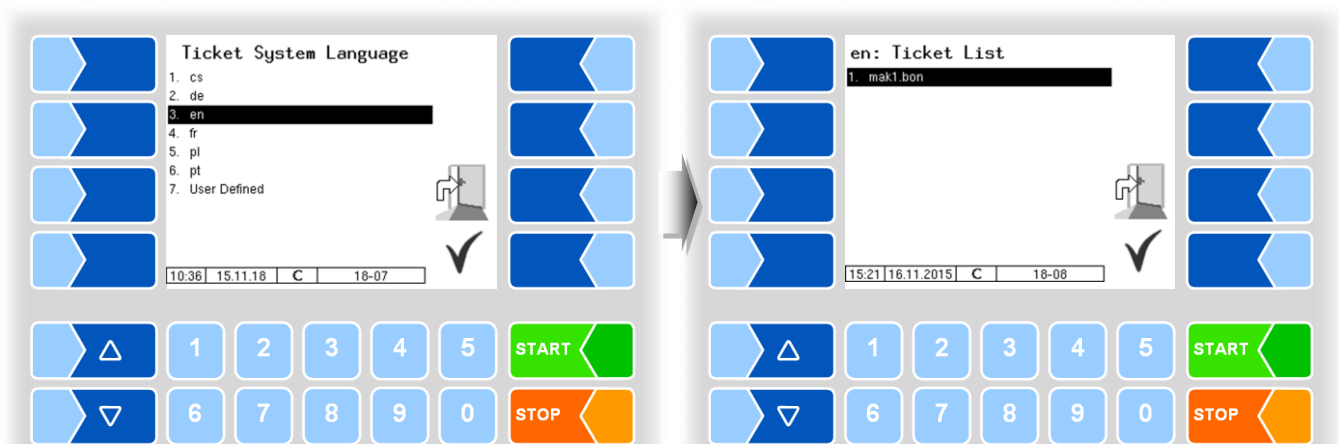 Ticket System Language
1. cs
2. de
3. en
4. fr
5. pl
6. pt
7. User Defined
10:36 15.11.18 C 18-07
1 2 3 4 5 START
6 7 8 9 0 STOP
en: Ticket List
1. mak1.bon
15:21 16.11.2015 C 18-08
1 2 3 4 5 START
6 7 8 9 0 STOP